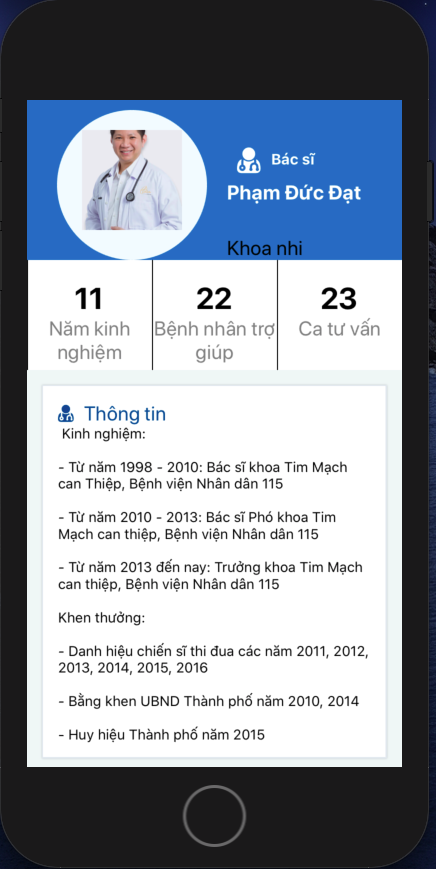 Bác sĩ
Phạm Đức Đạt
Khoa nhi
11
Năm kinh
nghiệm
22
Bệnh nhân trợ
giúp
23
Ca tư vấn
Thông tin
Kinh nghiệm:
- Từ năm 1998 - 2010: Bác sĩ khoa Tim Mạch
can Thiệp, Bệnh viện Nhân dân 115
- Từ năm 2010 - 2013: Bác sĩ Phó khoa Tim
Mạch can thiệp, Bệnh viện Nhân dân 115
- Từ năm 2013 đến nay: Trưởng khoa Tim Mạch
can thiệp, Bệnh viện Nhân dân 115
Khen thưởng:
- Danh hiệu chiến sĩ thi đua các năm 2011, 2012,
2013, 2014, 2015, 2016
- Bằng khen UBND Thành phố năm 2010, 2014
- Huy hiệu Thành phố năm 2015